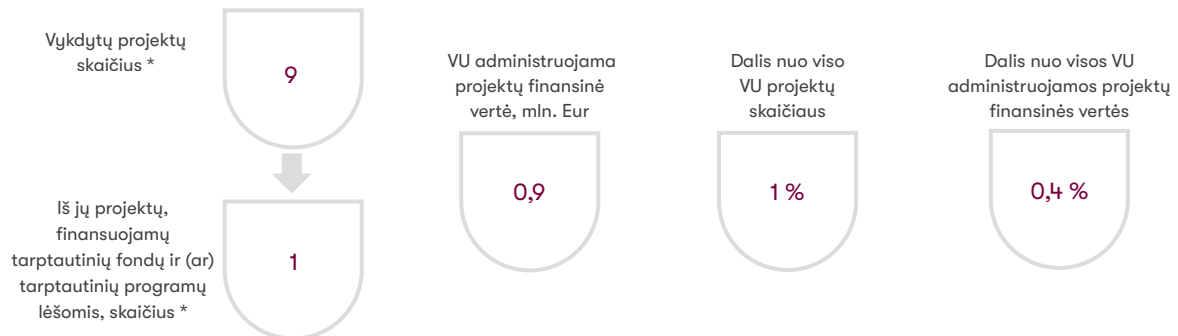 Vykdytų projektų
skaičius *
9
Iš jų projektų,
finansuojamų
tarptautinių fondų ir (ar)
tarptautinių programų
lėšomis, skaičius *
1
VU administruojama
projektų finansinė
vertė, mln. Eur
0,9
Dalis nuo viso
VU projektų
skaičiaus
1 %
Dalis nuo visos VU
administruojamos projektų
finansinės vertės
0,4 %